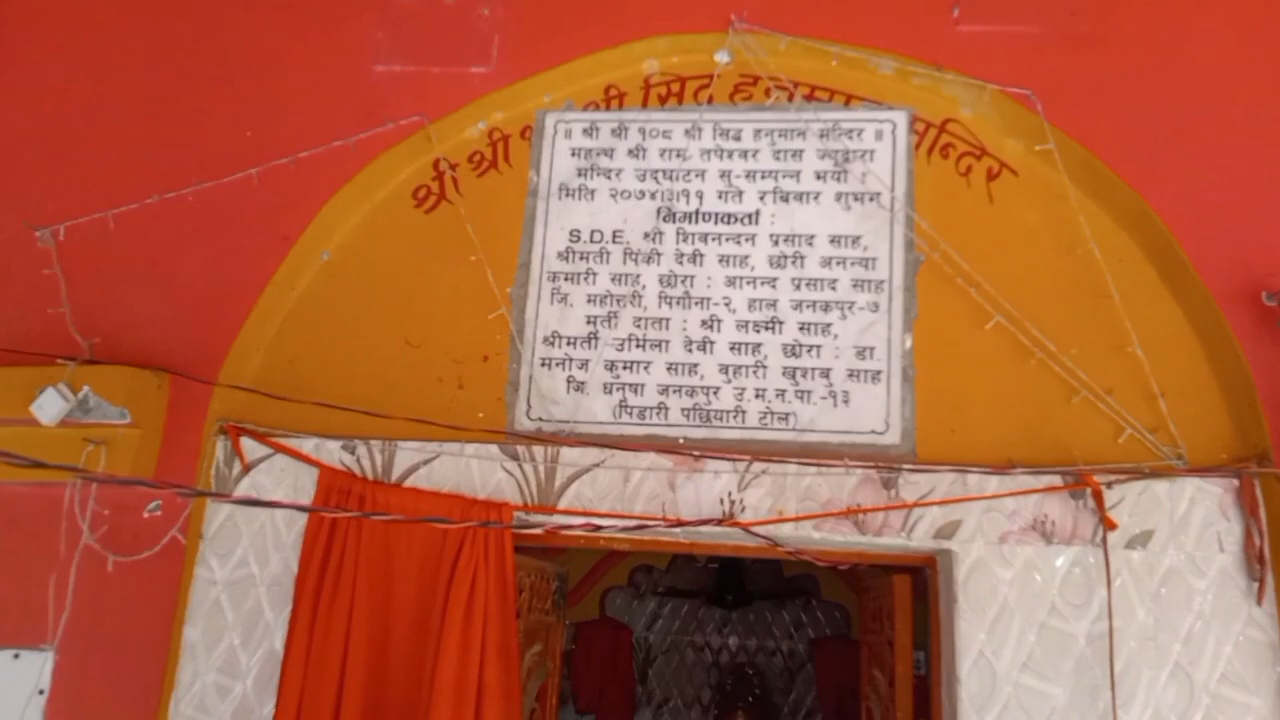 श्री श्री श्री सिद्ध हनुमान मन्दिर
॥ श्री श्री १०८ श्री सिद्ध हनुमान मन्दिर ॥
महन्थ श्री राम तपेश्वर दास ज्यूद्वारा
मन्दिर उद्घाटन सु-सम्पन्न भयो ।
मिति २०७४।३।११ गते रबिवार शुभम्
निर्माणकर्ता :
S.D.E. श्री शिवनन्दन प्रसाद साह,
श्रीमती पिंकी देवी साह, छोरी अनन्या
कुमारी साह, छोरा : आनन्द प्रसाद साह
जि. महोत्तरी, पिगौना-२, हाल जनकपुर-७
मूर्ती दाता : श्री लक्ष्मी साह,
श्रीमती उर्मिला देवी साह, छोरा : डा.
मनोज कुमार साह, वुहारी खुशबु साह
जि. धनुषा जनकपुर उ.म.न.पा.-१३
(पिडारी पछियारी टोल)